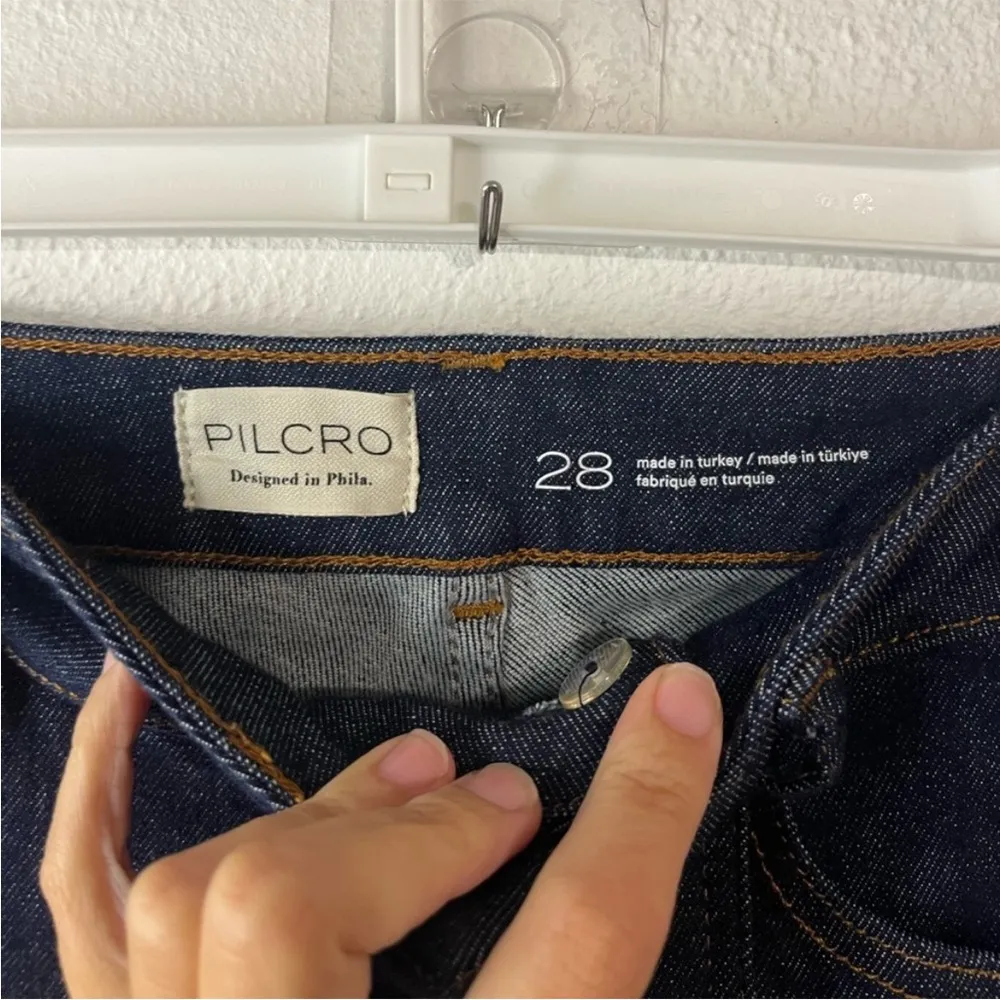 PILCRO
Designed in Phila.
28
made in turkey / made in türkiye
fabriqué en turquie